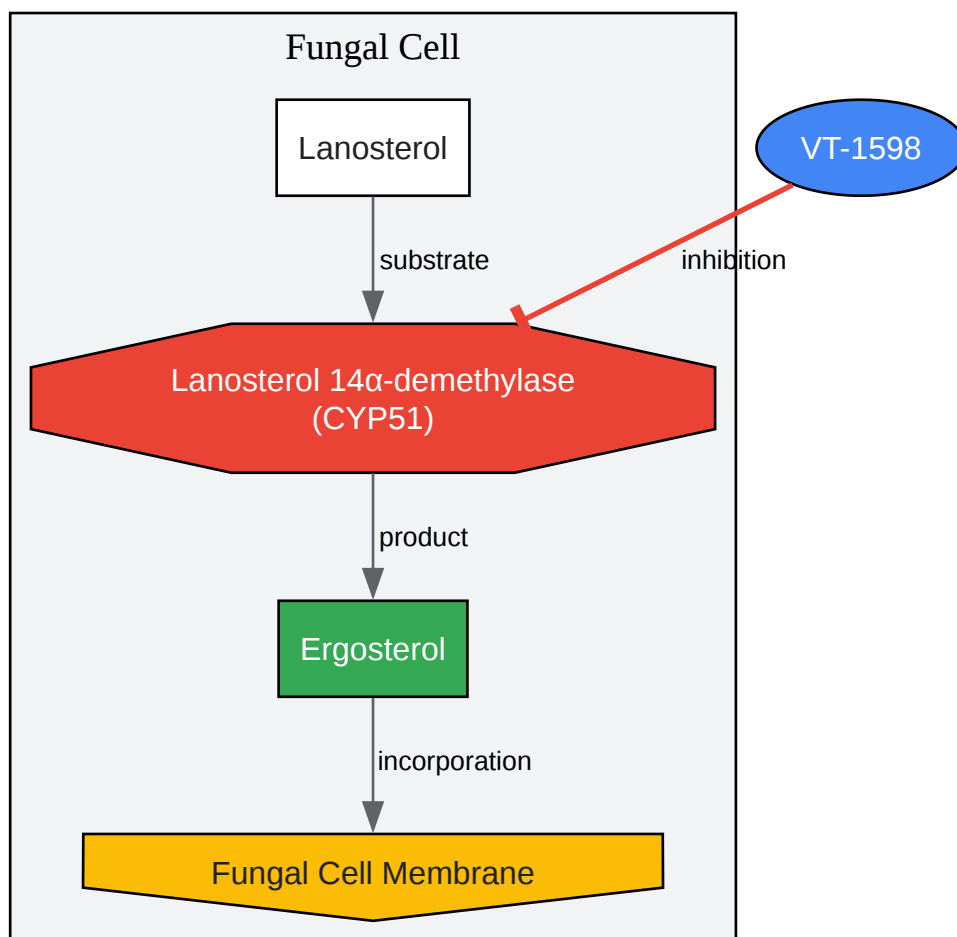 Fungal Cell
Lanosterol
VT-1598
substrate
inhibition
Lanosterol 14α-demethylase
(CYP51)
product
Ergosterol
incorporation
Fungal Cell Membrane